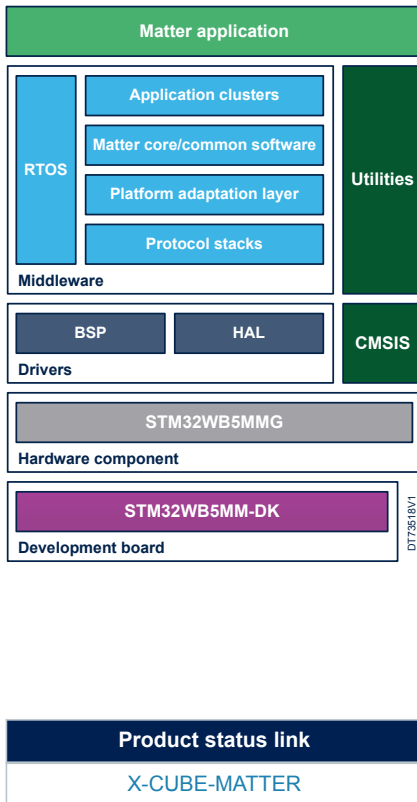 Matter application
Application clusters
Matter core/common software
RTOS
Platform adaptation layer
Protocol stacks
Middleware
Utilities
BSP
HAL
Drivers
CMSIS
STM32WB5MMG
Hardware component
STM32WB5MM-DK
Development board
DT73518V1
Product status link
X-CUBE-MATTER